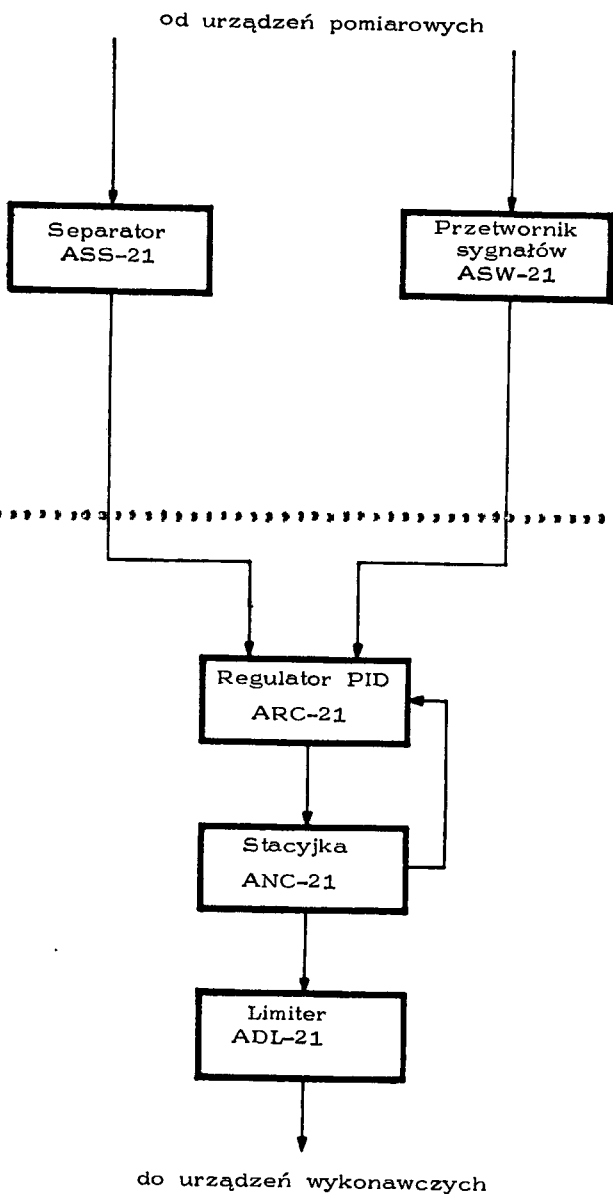 od urządzeń pomiarowych
Separator
ASS-21
Przetwornik
sygnałów
ASW-21
Regulator PID
ARC-21
Stacyjka
ANC-21
Limiter
ADL-21
do urządzeń wykonawczych